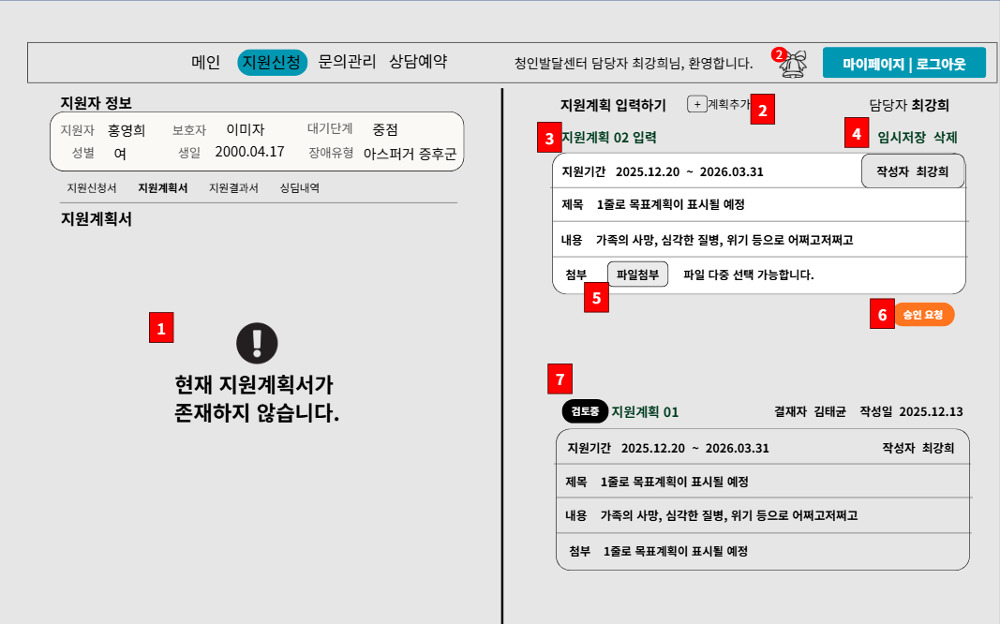 메인 지원신청 문의관리 상담예약 청인발달센터 담당자 최강희님, 환영합니다. 2 마이페이지 | 로그아웃
지원자 정보
지원자 홍영희 보호자 이미자 대기단계 중점
성별 여 생일 2000.04.17 장애유형 아스퍼거 증후군
지원신청서 지원계획서 지원결과서 싱딤내역
지원계획서
1
현재 지원계획서가
존재하지 않습니다.
지원계획 입력하기 + 계획추가 2 담당자 최강희
3 지원계획 02 입력 4 임시저장 삭제
지원기간 2025.12.20 ~ 2026.03.31 작성자 최강희
제목 1줄로 목표계획이 표시될 예정
내용 가족의 사망, 심각한 질병, 위기 등으로 어쩌고저쩌고
첨부 파일첨부 파일 다중 선택 가능합니다.
5
6 승인 요청
7
검토중 지원계획 01 결재자 김태균 작성일 2025.12.13
지원기간 2025.12.20 ~ 2026.03.31 작성자 최강희
제목 1줄로 목표계획이 표시될 예정
내용 가족의 사망, 심각한 질병, 위기 등으로 어쩌고저쩌고
첨부 1줄로 목표계획이 표시될 예정